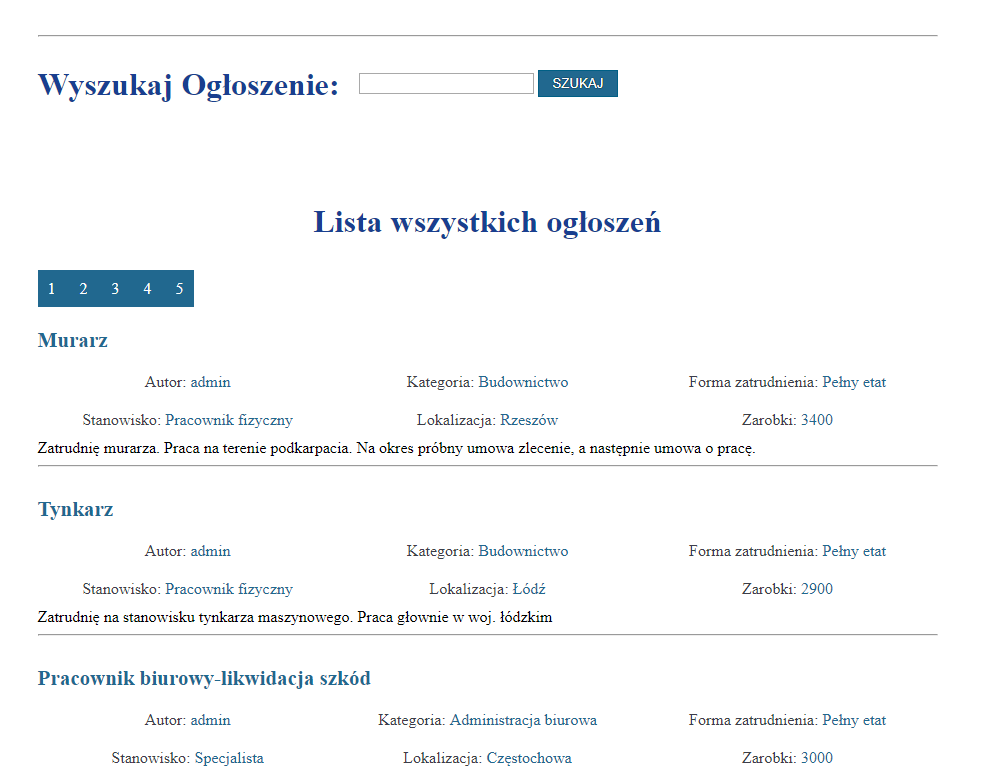 Wyszukaj Ogłoszenie: SZUKAJ
Lista wszystkich ogłoszeń
1 2 3 4 5
Murarz
Autor: admin Kategoria: Budownictwo Forma zatrudnienia: Pełny etat
Stanowisko: Pracownik fizyczny Lokalizacja: Rzeszów Zarobki: 3400
Zatrudnię murarza. Praca na terenie podkarpacia. Na okres próbny umowa zlecenie, a następnie umowa o pracę.
Tynkarz
Autor: admin Kategoria: Budownictwo Forma zatrudnienia: Pełny etat
Stanowisko: Pracownik fizyczny Lokalizacja: Łódź Zarobki: 2900
Zatrudnię na stanowisku tynkarza maszynowego. Praca głownie w woj. łódzkim
Pracownik biurowy-likwidacja szkód
Autor: admin Kategoria: Administracja biurowa Forma zatrudnienia: Pełny etat
Stanowisko: Specjalista Lokalizacja: Częstochowa Zarobki: 3000